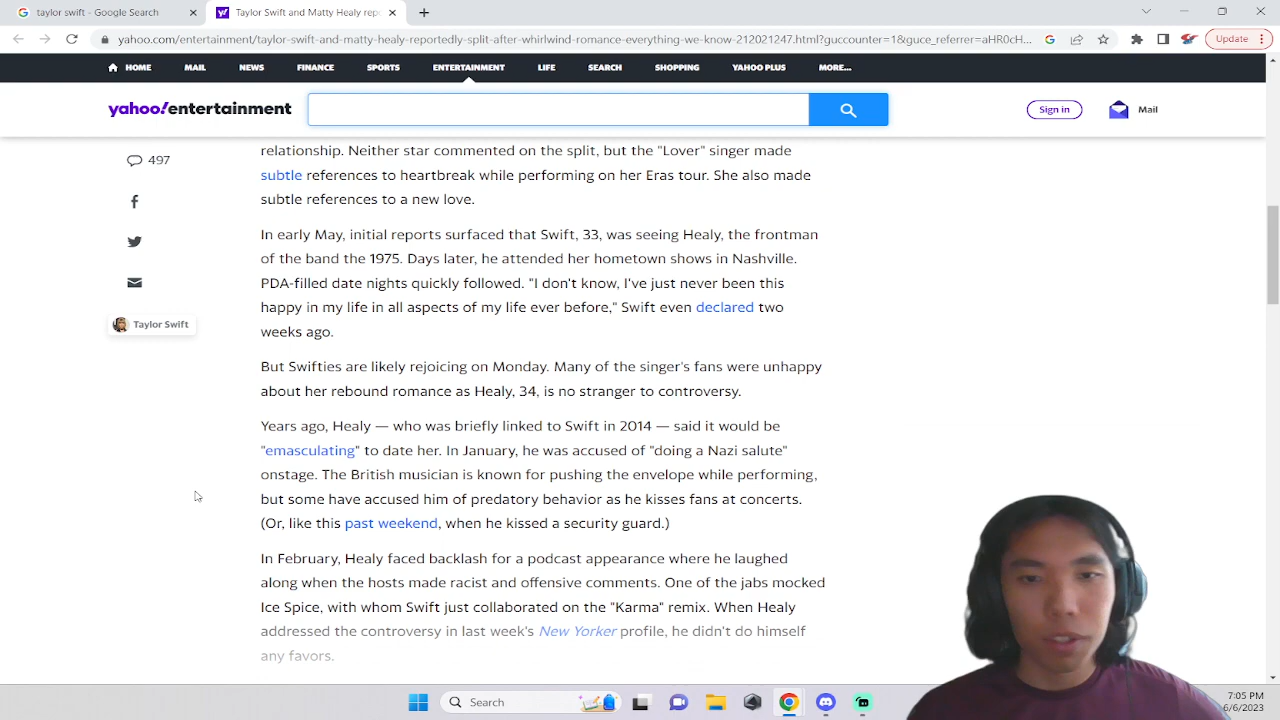 taylor swift - Google Search
Taylor Swift and Matty Healy repo
yahoo.com/entertainment/taylor-swift-and-matty-healy-reportedly-split-after-whirlwind-romance-everything-we-know-212021247.html?guccounter=1&guce_referrer=aHR0cH...
Update
HOME MAIL NEWS FINANCE SPORTS ENTERTAINMENT LIFE SEARCH SHOPPING YAHOO PLUS MORE...
yahoo!entertainment
Sign in
Mail
497
Taylor Swift
relationship. Neither star commented on the split, but the "Lover" singer made
subtle references to heartbreak while performing on her Eras tour. She also made
subtle references to a new love.
In early May, initial reports surfaced that Swift, 33, was seeing Healy, the frontman
of the band the 1975. Days later, he attended her hometown shows in Nashville.
PDA-filled date nights quickly followed. "I don't know, I've just never been this
happy in my life in all aspects of my life ever before," Swift even declared two
weeks ago.
But Swifties are likely rejoicing on Monday. Many of the singer's fans were unhappy
about her rebound romance as Healy, 34, is no stranger to controversy.
Years ago, Healy — who was briefly linked to Swift in 2014 — said it would be
"emasculating" to date her. In January, he was accused of "doing a Nazi salute"
onstage. The British musician is known for pushing the envelope while performing,
but some have accused him of predatory behavior as he kisses fans at concerts.
(Or, like this past weekend, when he kissed a security guard.)
In February, Healy faced backlash for a podcast appearance where he laughed
along when the hosts made racist and offensive comments. One of the jabs mocked
Ice Spice, with whom Swift just collaborated on the "Karma" remix. When Healy
addressed the controversy in last week's New Yorker profile, he didn't do himself
any favors.
Search
7:05 PM
6/6/2023